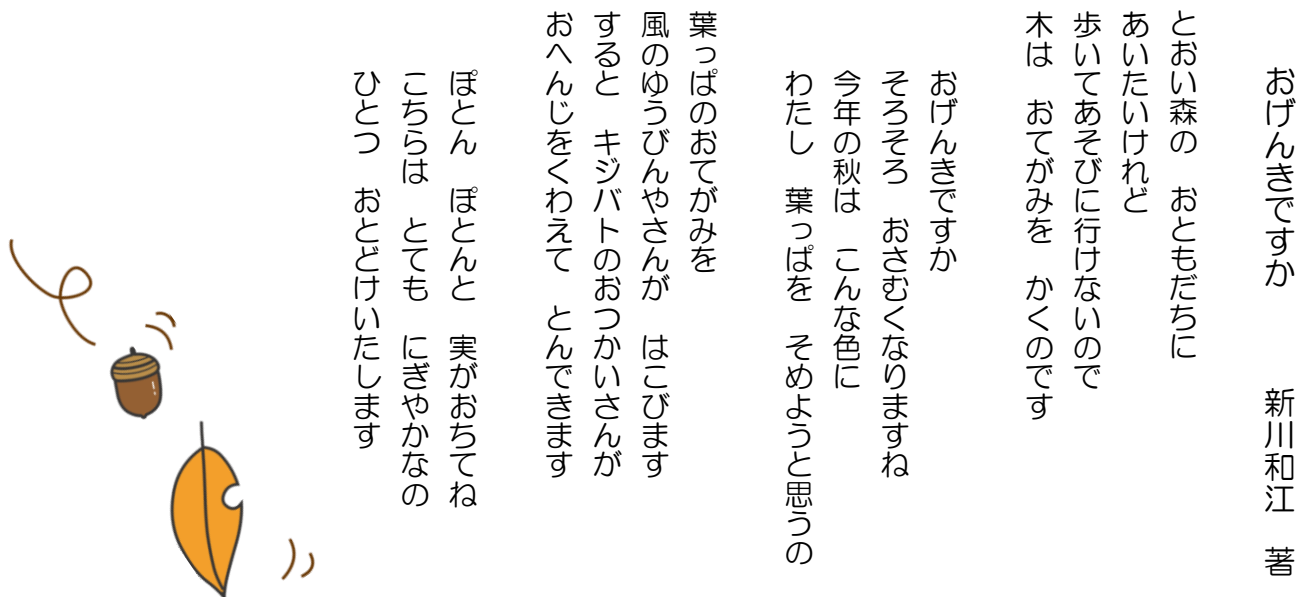 おげんきですか　　新川和江　著
とおい森の　おともだちに
あいたいけれど
歩いてあそびに行けないので
木は　おてがみを　かくのです
おげんきですか
そろそろ　おさむくなりますね
今年の秋は　こんな色に
わたし　葉っぱを　そめようと思うの
葉っぱのおてがみを
風のゆうびんやさんが　はこびます
すると　キジバトのおつかいさんが
おへんじをくわえて　とんできます
ぽとん　ぽとんと　実がおちてね
こちらは　とても　にぎやかなの
ひとつ　おとどけいたします